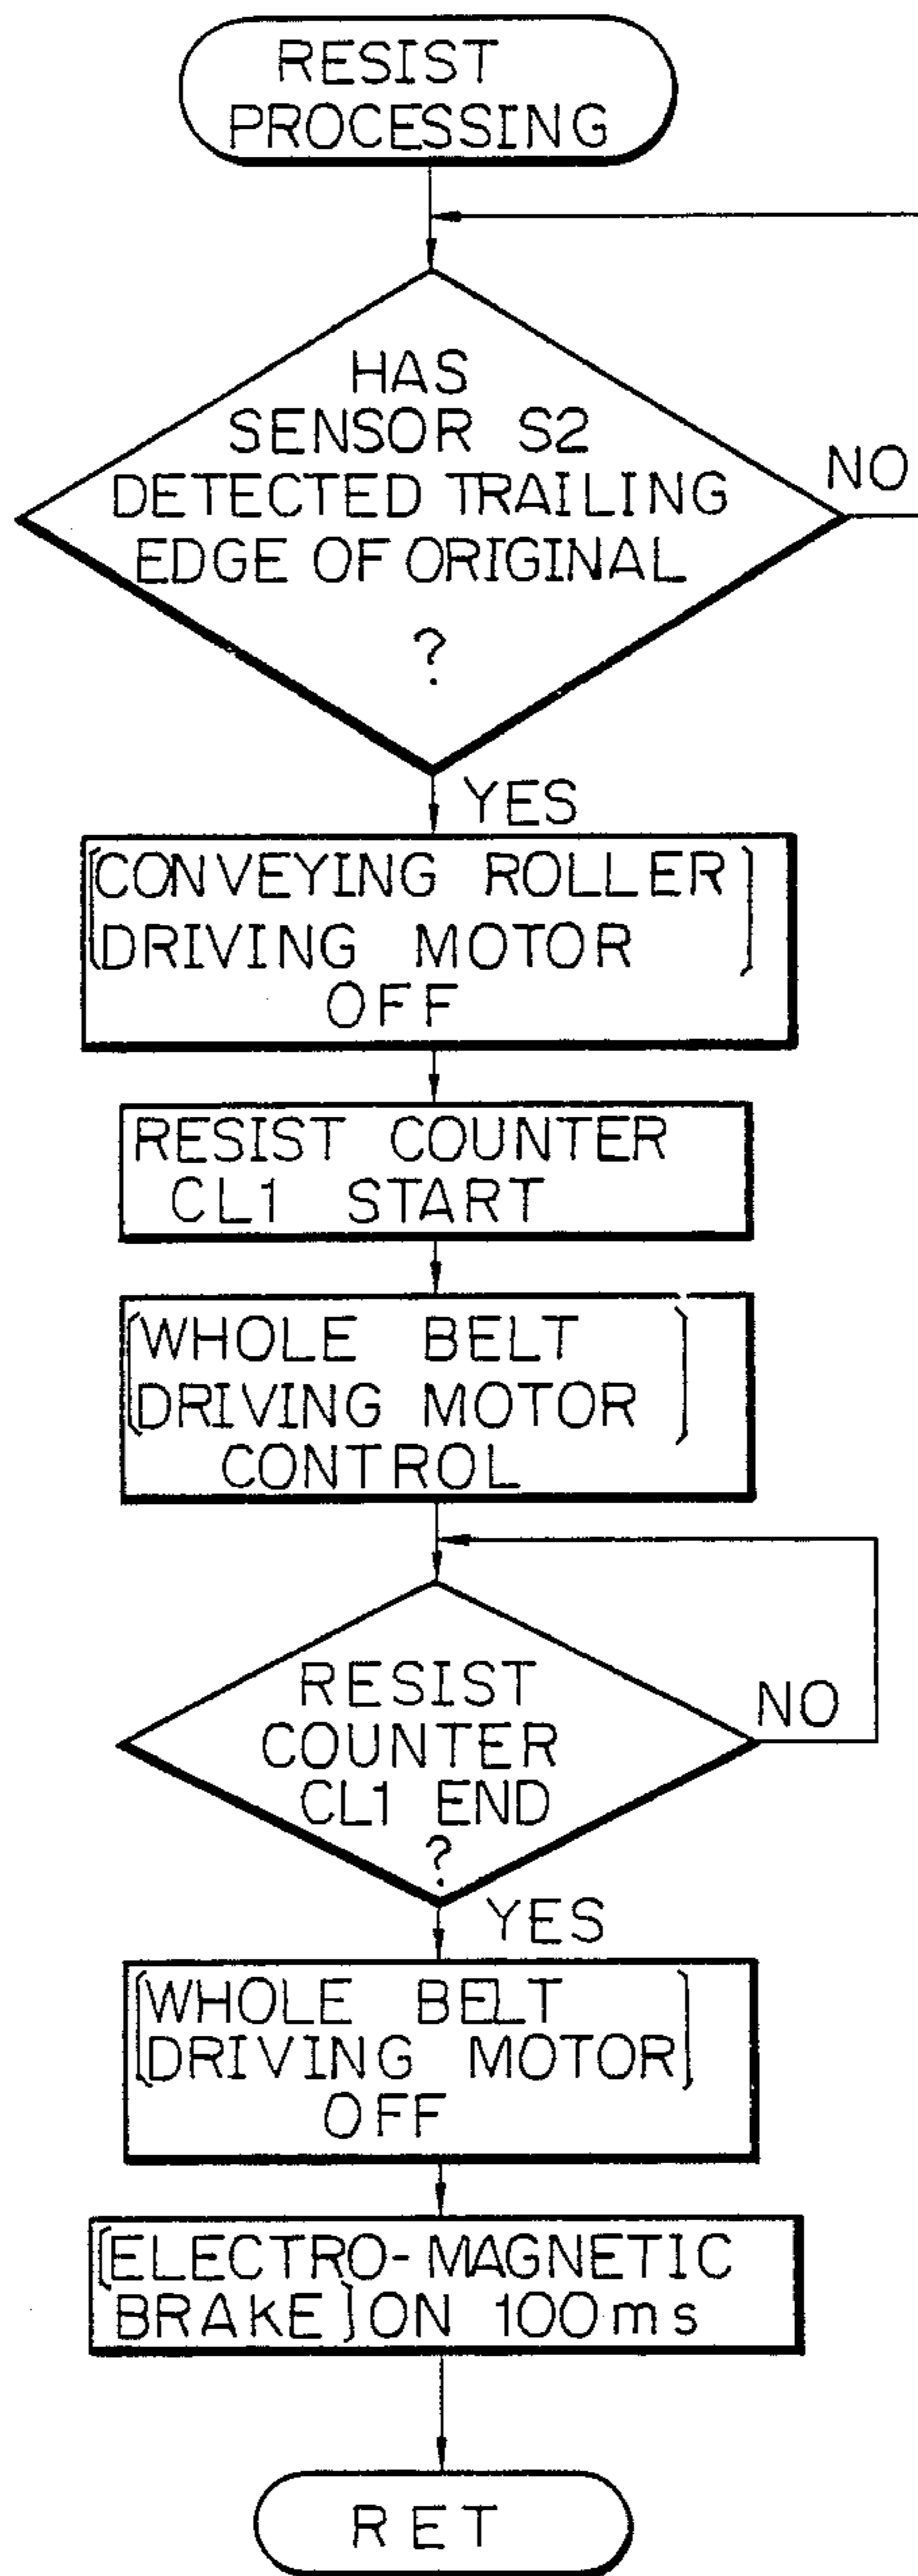 RESIST
PROCESSING
HAS
SENSOR S2
DETECTED TRAILING
EDGE OF ORIGINAL
?
NO
YES
[CONVEYING ROLLER
DRIVING MOTOR]
OFF
RESIST COUNTER
CL1 START
[WHOLE BELT
DRIVING MOTOR]
CONTROL
RESIST
COUNTER
CL1 END
?
NO
YES
[WHOLE BELT
DRIVING MOTOR]
OFF
[ELECTRO-MAGNETIC
BRAKE] ON 100ms
RET